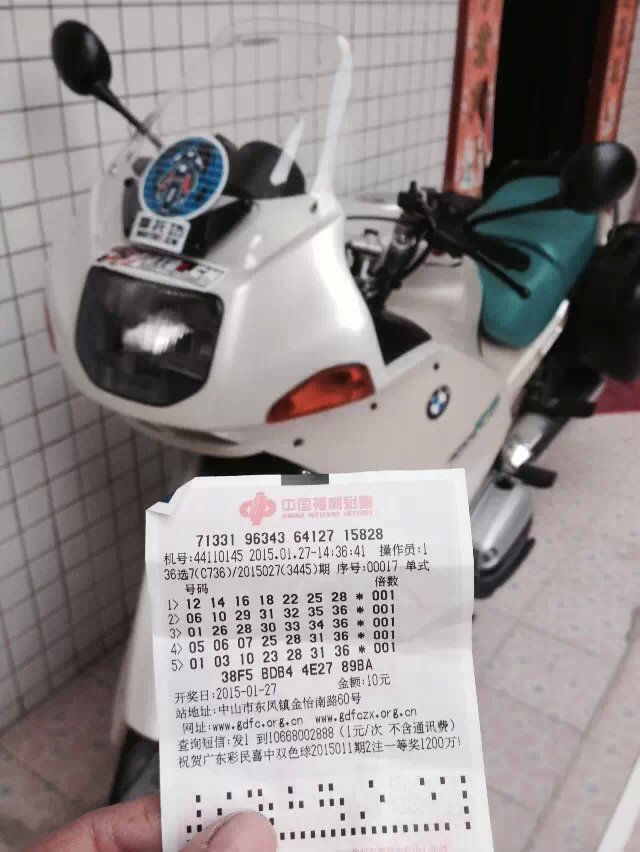 中国福利彩票
CHINA WELFARE LOTTERY
71331 96343 64127 15828
机号:44110145 2015.01.27-14:36:41 操作员:1
36选7(C736)/2015027(3445)期 序号:00017 单式
号码 倍数
1> 12 14 16 18 22 25 28 * 001
2> 06 10 29 31 32 35 36 * 001
3> 01 26 28 30 33 34 36 * 001
4> 05 06 07 25 28 31 36 * 001
5> 01 03 10 23 28 31 36 * 001
38F5 BDB4 4E27 89BA
开奖日:2015-01-27 金额:10元
站地址:中山市东凤镇金怡南路60号
网址:www.gdfc.org.cn www.gdfczx.org.cn
查询短信:发1 到10668002888(1元/次 不含通讯费)
祝贺广东彩民喜中双色球2015011期2注一等奖1200万!